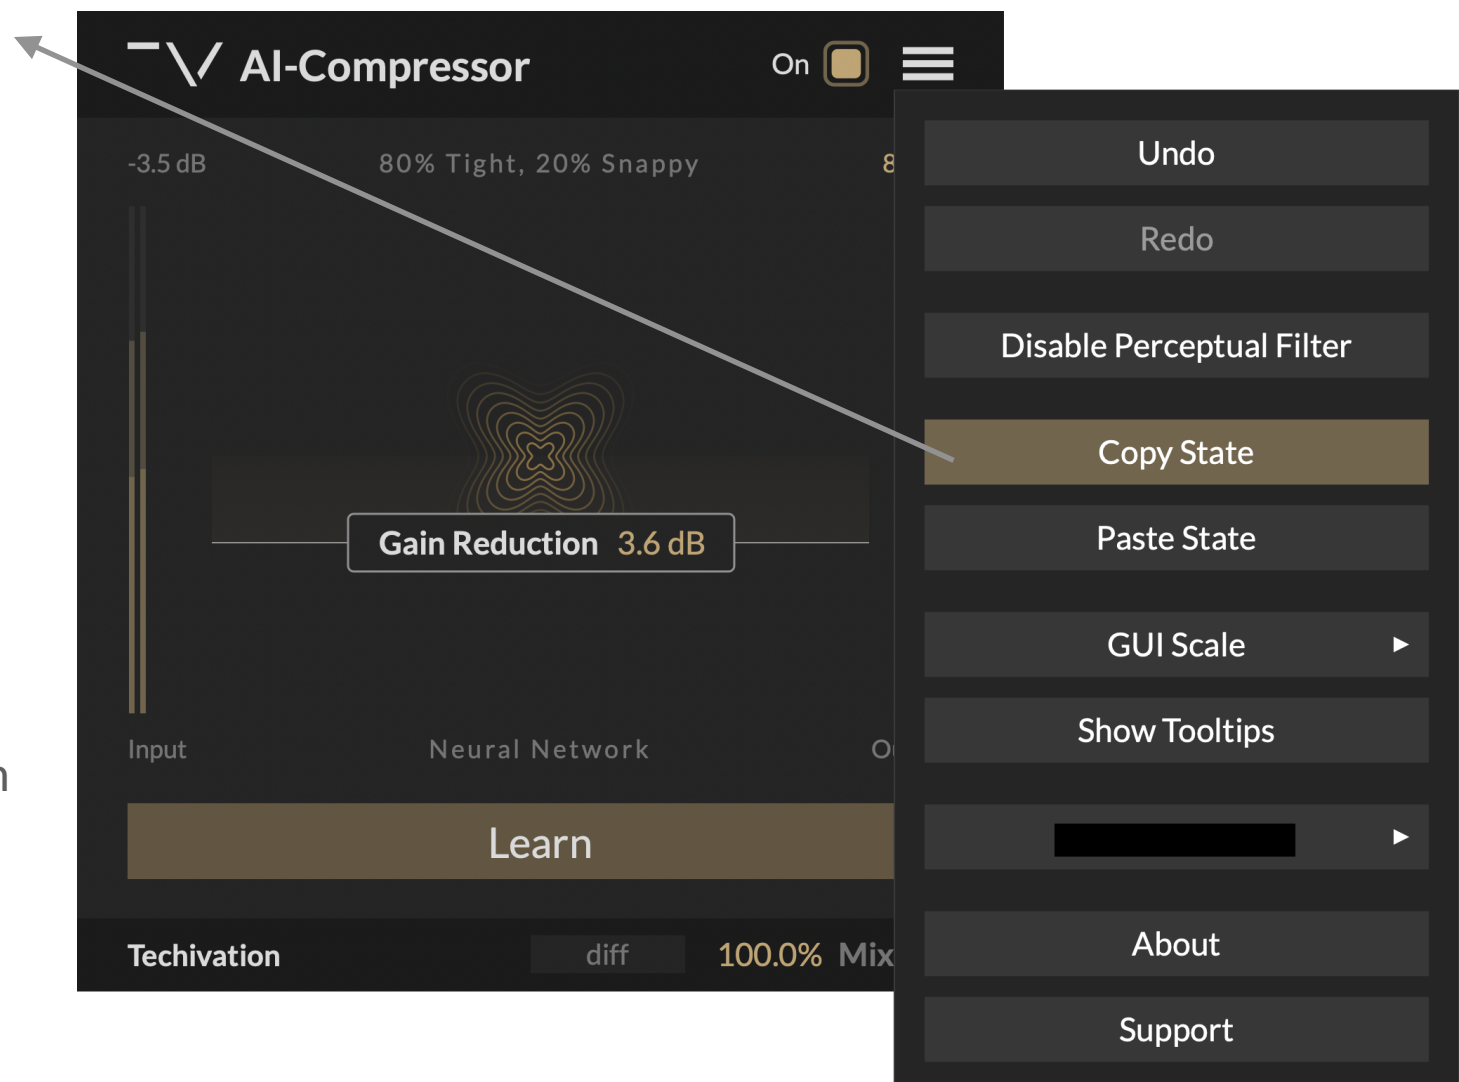 AI-Compressor
On
-3.5 dB
80% Tight, 20% Snappy
8
Gain Reduction 3.6 dB
Input
Neural Network
Learn
Techivation
diff
100.0% Mix
Undo
Redo
Disable Perceptual Filter
Copy State
Paste State
GUI Scale
Show Tooltips
About
Support